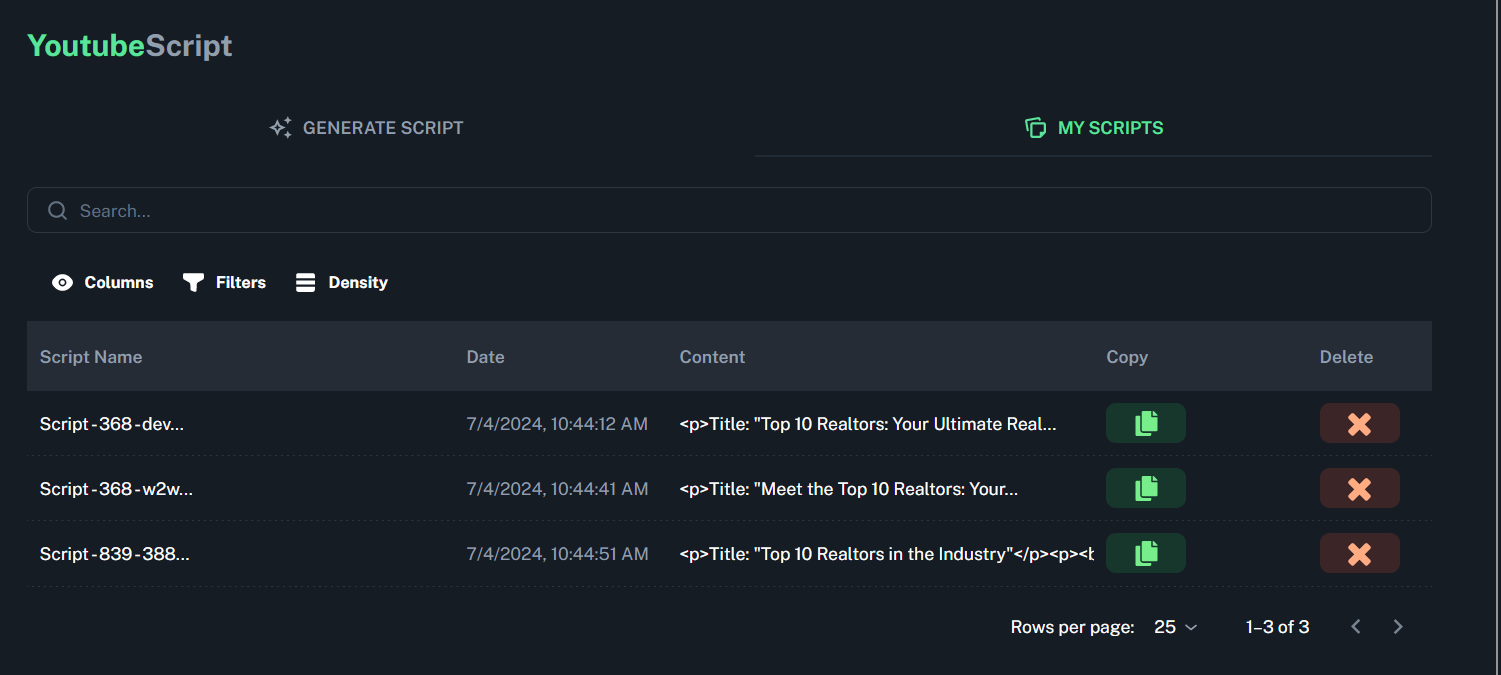 YoutubeScript
GENERATE SCRIPT
MY SCRIPTS
Search...
Columns Filters Density
Script Name Date Content Copy Delete
Script-368-dev... 7/4/2024, 10:44:12 AM <p>Title: "Top 10 Realtors: Your Ultimate Real...
Script-368-w2w... 7/4/2024, 10:44:41 AM <p>Title: "Meet the Top 10 Realtors: Your...
Script-839-388... 7/4/2024, 10:44:51 AM <p>Title: "Top 10 Realtors in the Industry"</p><p><b
Rows per page: 25 1–3 of 3